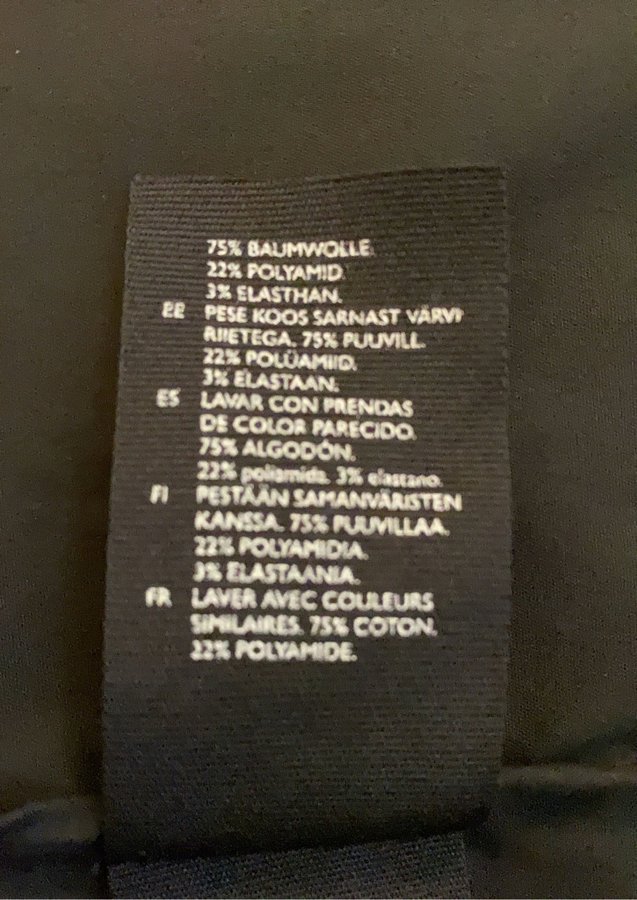 75% BAUMWOLLE.
22% POLYAMID.
3% ELASTHAN.
EE PESE KOOS SARNAST VÄRVI
RIIETEGA. 75% PUUVILL.
22% POLÜAMIID.
3% ELASTAAN.
ES LAVAR CON PRENDAS
DE COLOR PARECIDO.
75% ALGODÓN.
22% poliamida. 3% elastano.
FI PESTÄÄN SAMANVÄRISTEN
KANSSA. 75% PUUVILLAA.
22% POLYAMIDIA.
3% ELASTAANIA.
FR LAVER AVEC COULEURS
SIMILAIRES. 75% COTON.
22% POLYAMIDE.